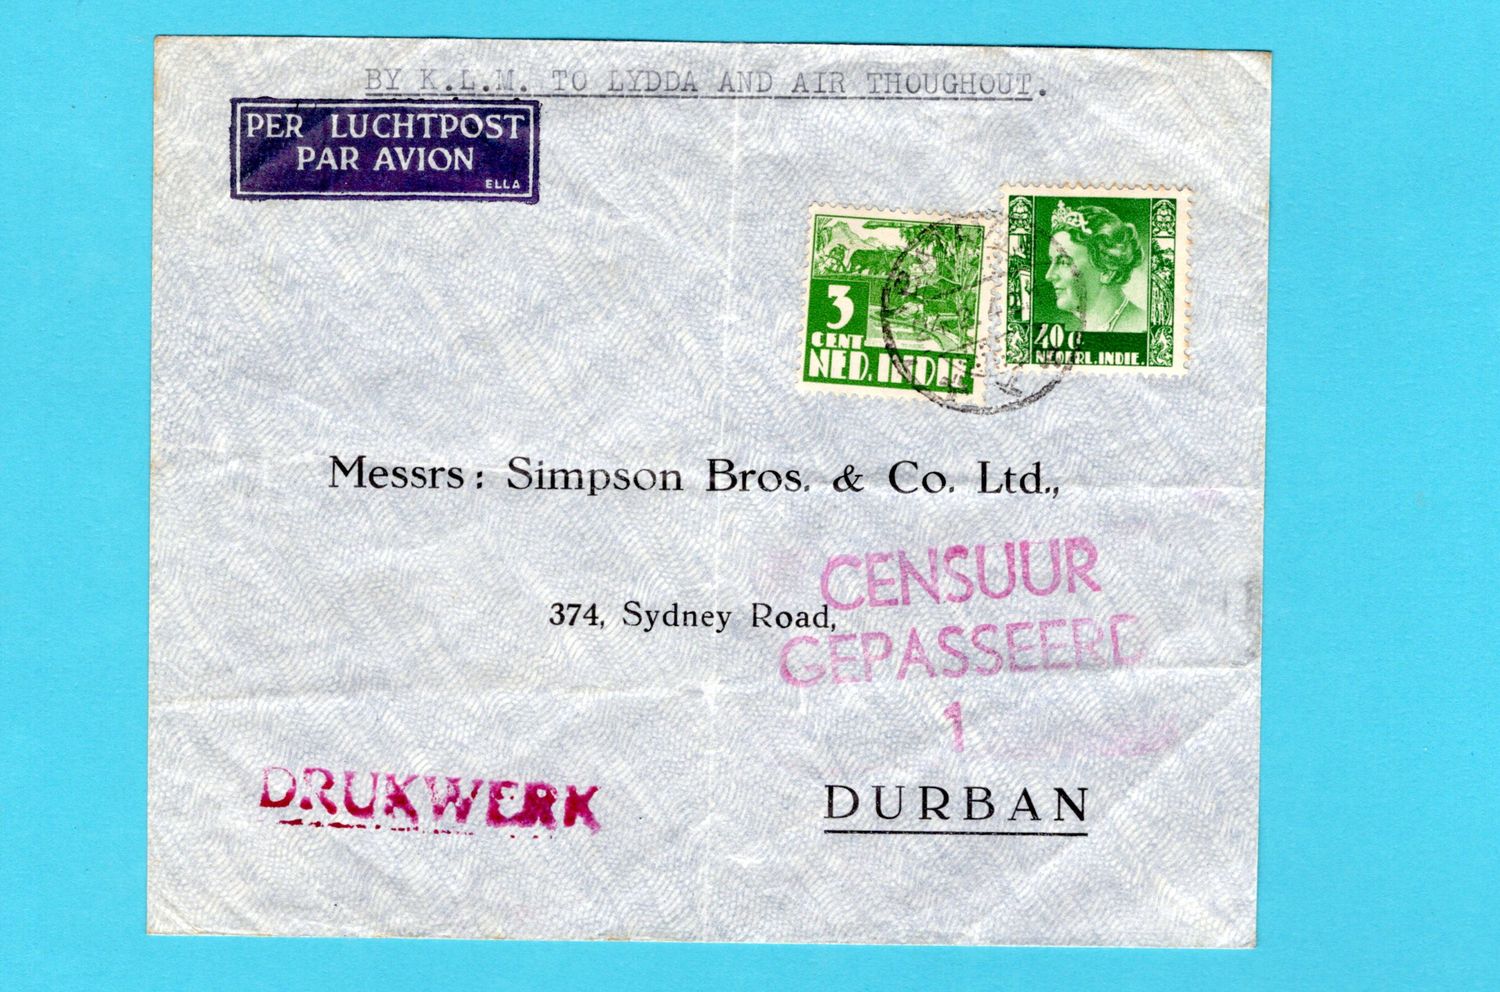 BY K.L.M. TO LYDDA AND AIR THOUGHOUT.
PER LUCHTPOST
PAR AVION
ELLA
3
CENT
NED. INDIE
40 c.
NEDERL. INDIE.
Messrs: Simpson Bros. & Co. Ltd.,
374, Sydney Road,
CENSUUR
GEPASSEERD
1
DRUKWERK
DURBAN